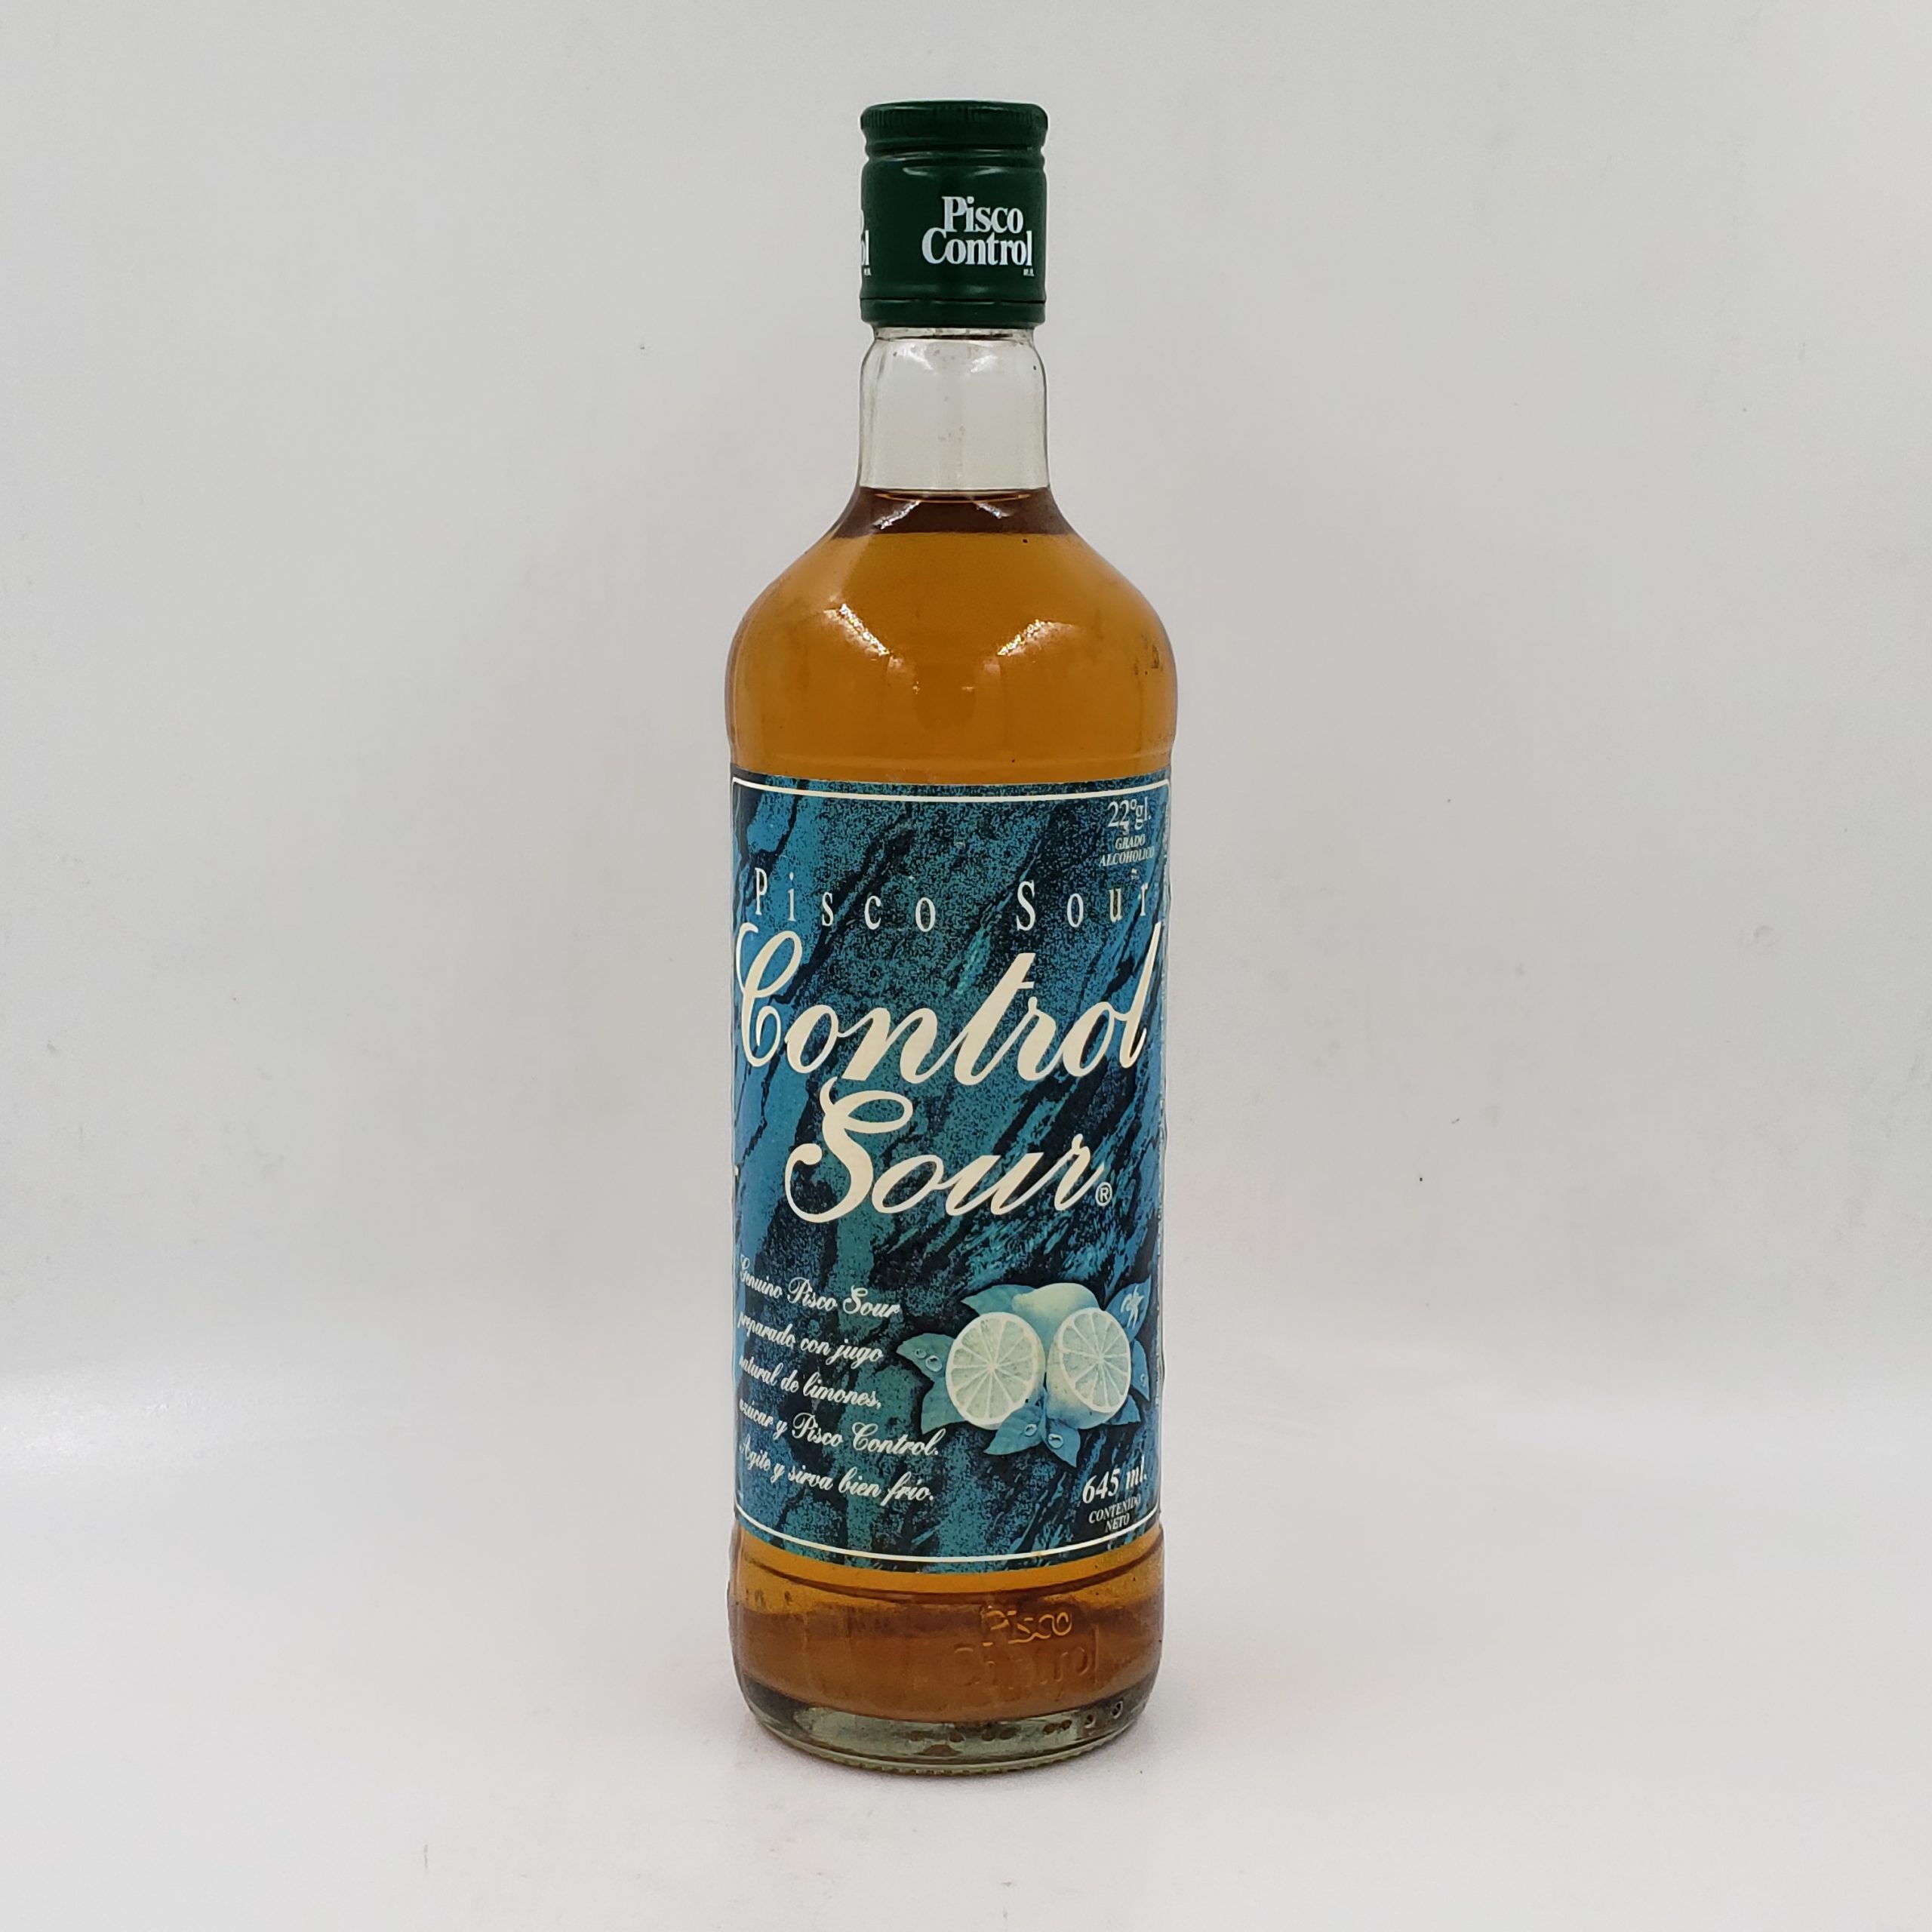 Pisco
Control
22°gl.
GRADO
ALCOHOLICO
Pisco Sour
Control
Sour®
Genuino Pisco Sour
preparado con jugo
natural de limones,
azúcar y Pisco Control.
Agite y sirva bien frío.
645 ml.
CONTENIDO
NETO
Pisco
Control